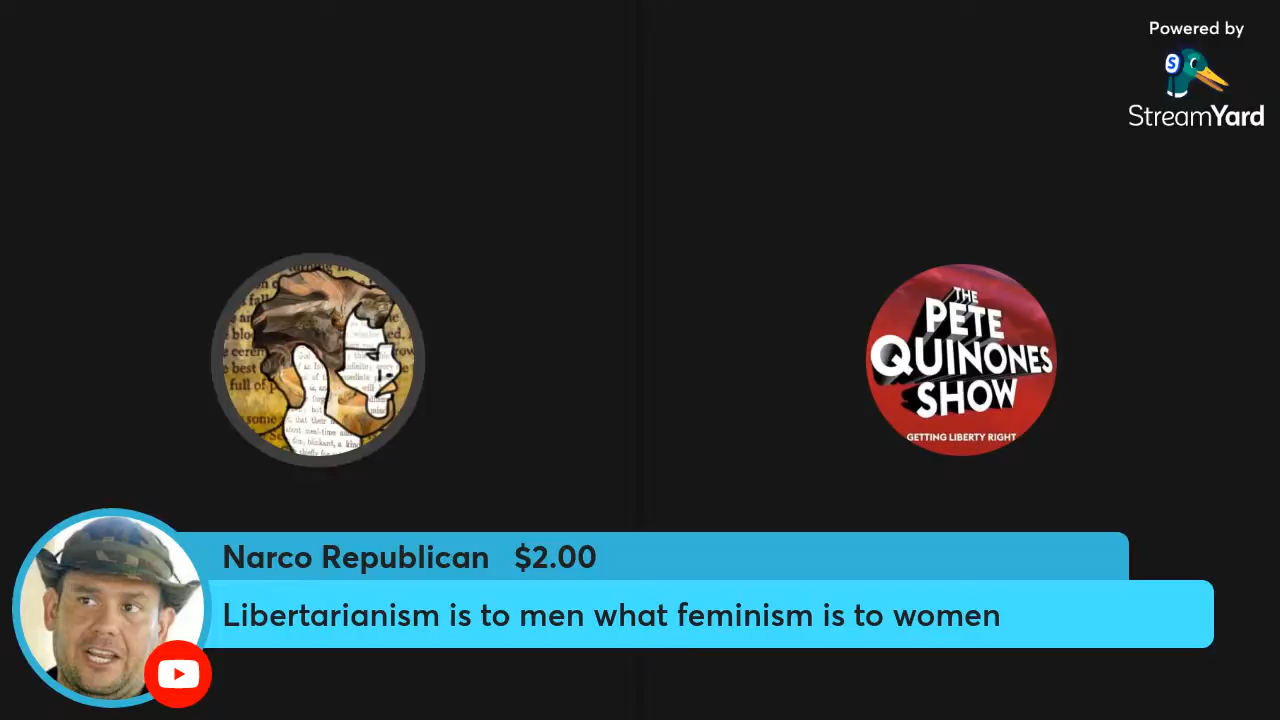 Powered by
S
StreamYard
THE
PETE
QUINONES
SHOW
GETTING LIBERTY RIGHT
Narco Republican $2.00
Libertarianism is to men what feminism is to women